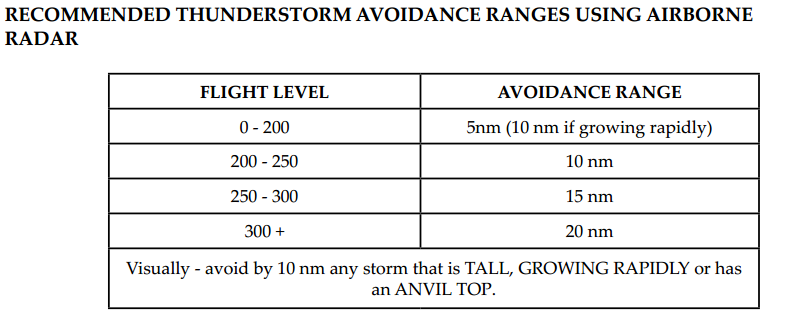 RECOMMENDED THUNDERSTORM AVOIDANCE RANGES USING AIRBORNE
RADAR
FLIGHT LEVEL AVOIDANCE RANGE
0 - 200 5nm (10 nm if growing rapidly)
200 - 250 10 nm
250 - 300 15 nm
300 + 20 nm
Visually - avoid by 10 nm any storm that is TALL, GROWING RAPIDLY or has
an ANVIL TOP.